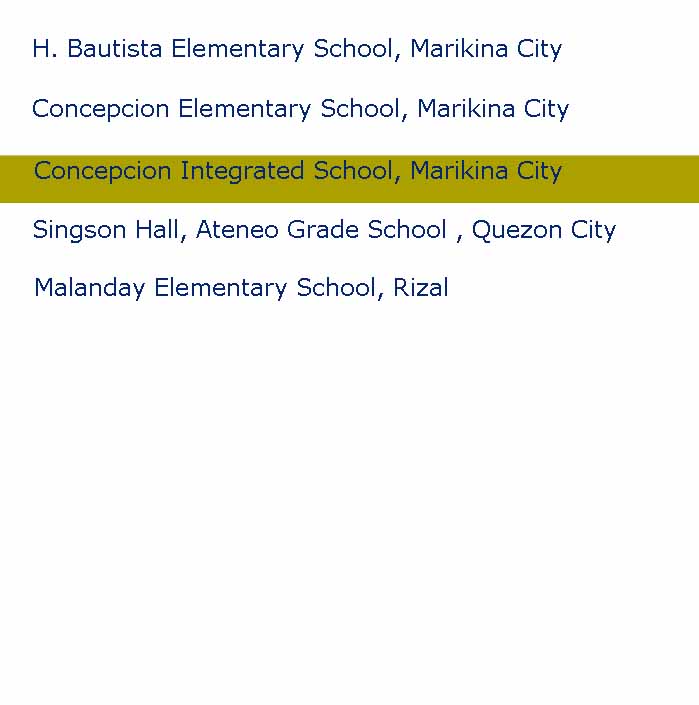 H. Bautista Elementary School, Marikina City
Concepcion Elementary School, Marikina City
Concepcion Integrated School, Marikina City
Singson Hall, Ateneo Grade School , Quezon City
Malanday Elementary School, Rizal